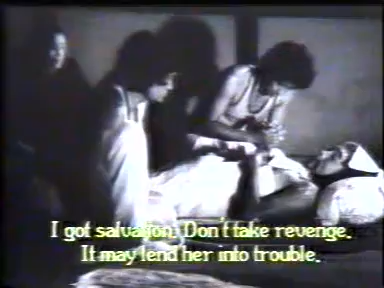 I got salvation. Don't take revenge.
It may lend her into trouble.